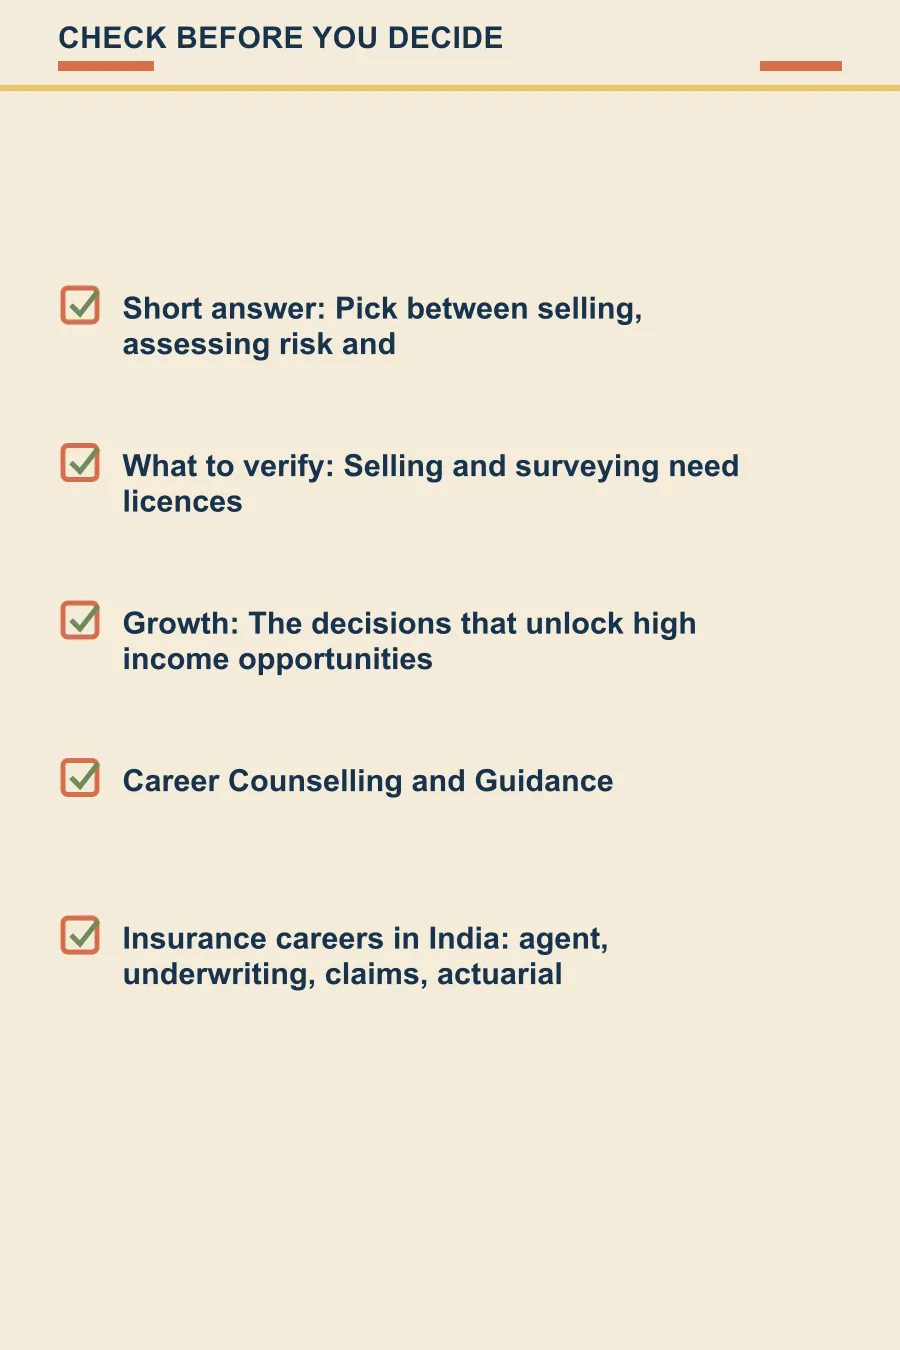 CHECK BEFORE YOU DECIDE
Short answer: Pick between selling,
assessing risk and
What to verify: Selling and surveying need
licences
Growth: The decisions that unlock high
income opportunities
Career Counselling and Guidance
Insurance careers in India: agent,
underwriting, claims, actuarial